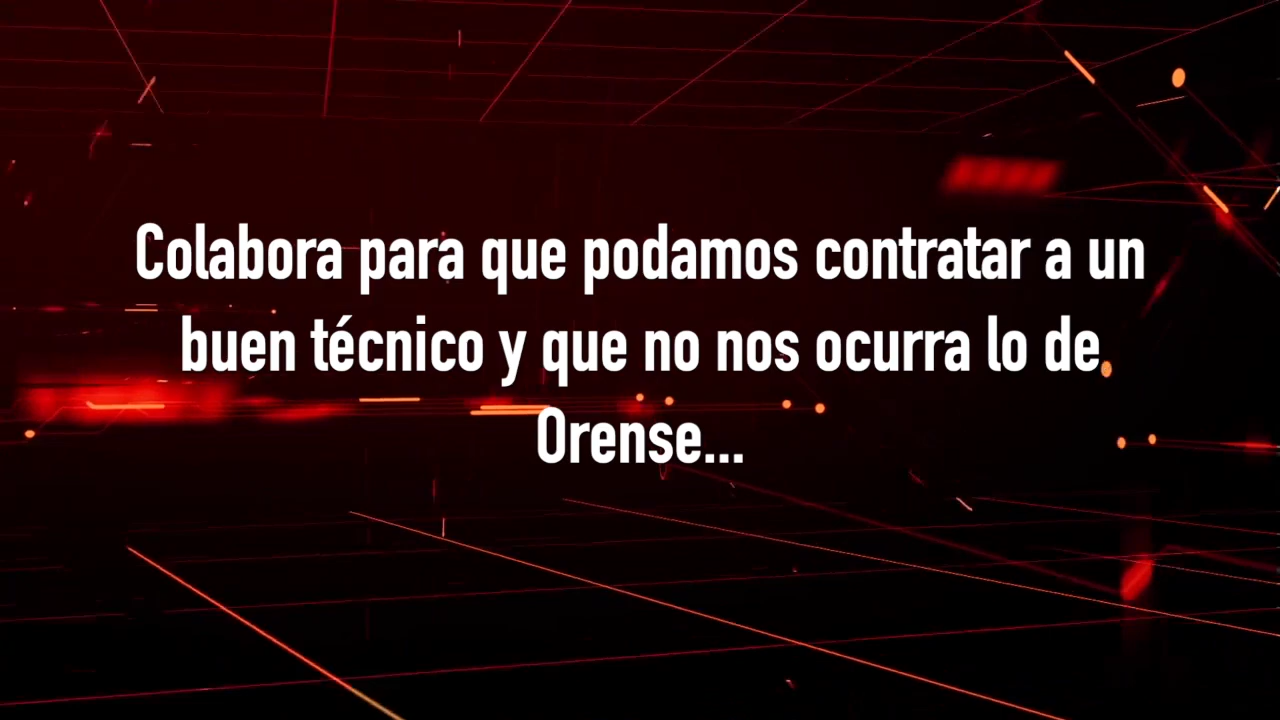 Colabora para que podamos contratar a un
buen técnico y que no nos ocurra lo de
Orense...